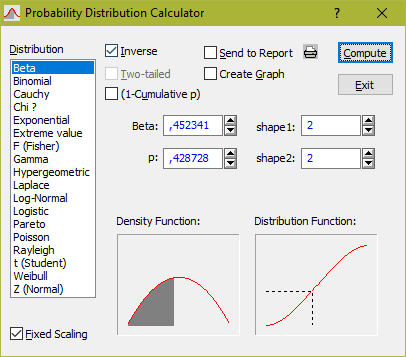 Probability Distribution Calculator
Distribution
Beta
Binomial
Cauchy
Chi ?
Exponential
Extreme value
F (Fisher)
Gamma
Hypergeometric
Laplace
Log-Normal
Logistic
Pareto
Poisson
Rayleigh
t (Student)
Weibull
Z (Normal)
Fixed Scaling
Inverse
Two-tailed
(1-Cumulative p)
Send to Report
Create Graph
Compute
Exit
Beta: ,452341 shape1: 2
p: ,428728 shape2: 2
Density Function: Distribution Function: